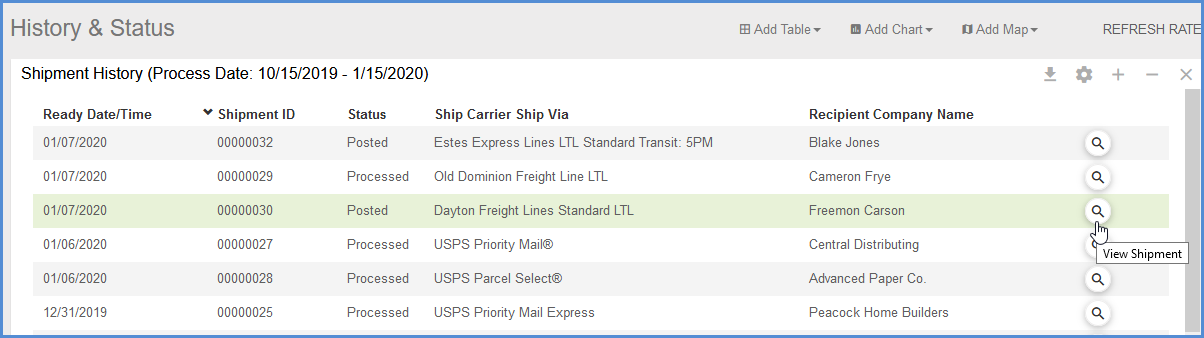 History & Status Add Table Add Chart Add Map REFRESH RATE
Shipment History (Process Date: 10/15/2019 - 1/15/2020)
Ready Date/Time Shipment ID Status Ship Carrier Ship Via Recipient Company Name
01/07/2020 00000032 Posted Estes Express Lines LTL Standard Transit: 5PM Blake Jones
01/07/2020 00000029 Processed Old Dominion Freight Line LTL Cameron Frye
01/07/2020 00000030 Posted Dayton Freight Lines Standard LTL Freemon Carson
01/06/2020 00000027 Processed USPS Priority Mail® Central Distributing
View Shipment
01/06/2020 00000028 Processed USPS Parcel Select® Advanced Paper Co.
12/31/2019 00000025 Processed USPS Priority Mail Express Peacock Home Builders